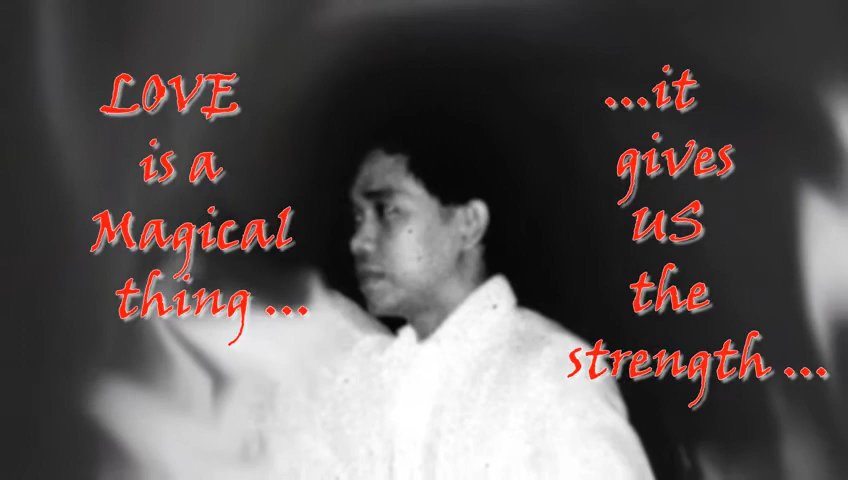 LOVE
is a
Magical
thing ...
...it
gives
US
the
strength ...